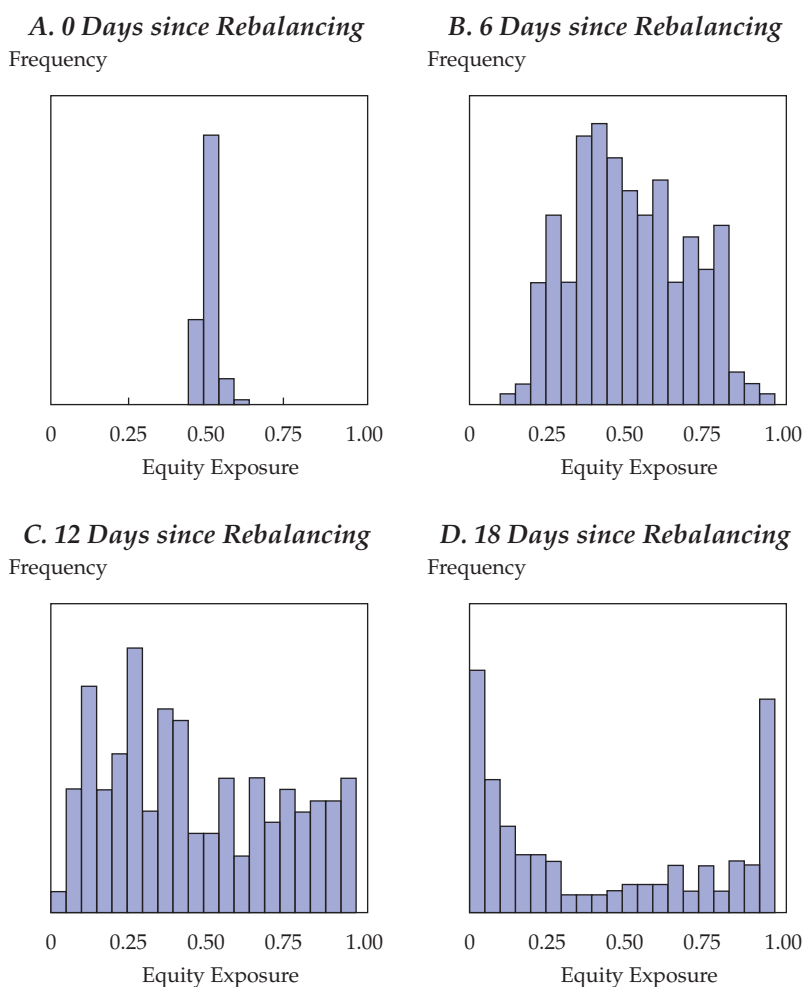 A. 0 Days since Rebalancing
Frequency
0 0.25 0.50 0.75 1.00
Equity Exposure
B. 6 Days since Rebalancing
Frequency
0 0.25 0.50 0.75 1.00
Equity Exposure
C. 12 Days since Rebalancing
Frequency
0 0.25 0.50 0.75 1.00
Equity Exposure
D. 18 Days since Rebalancing
Frequency
0 0.25 0.50 0.75 1.00
Equity Exposure